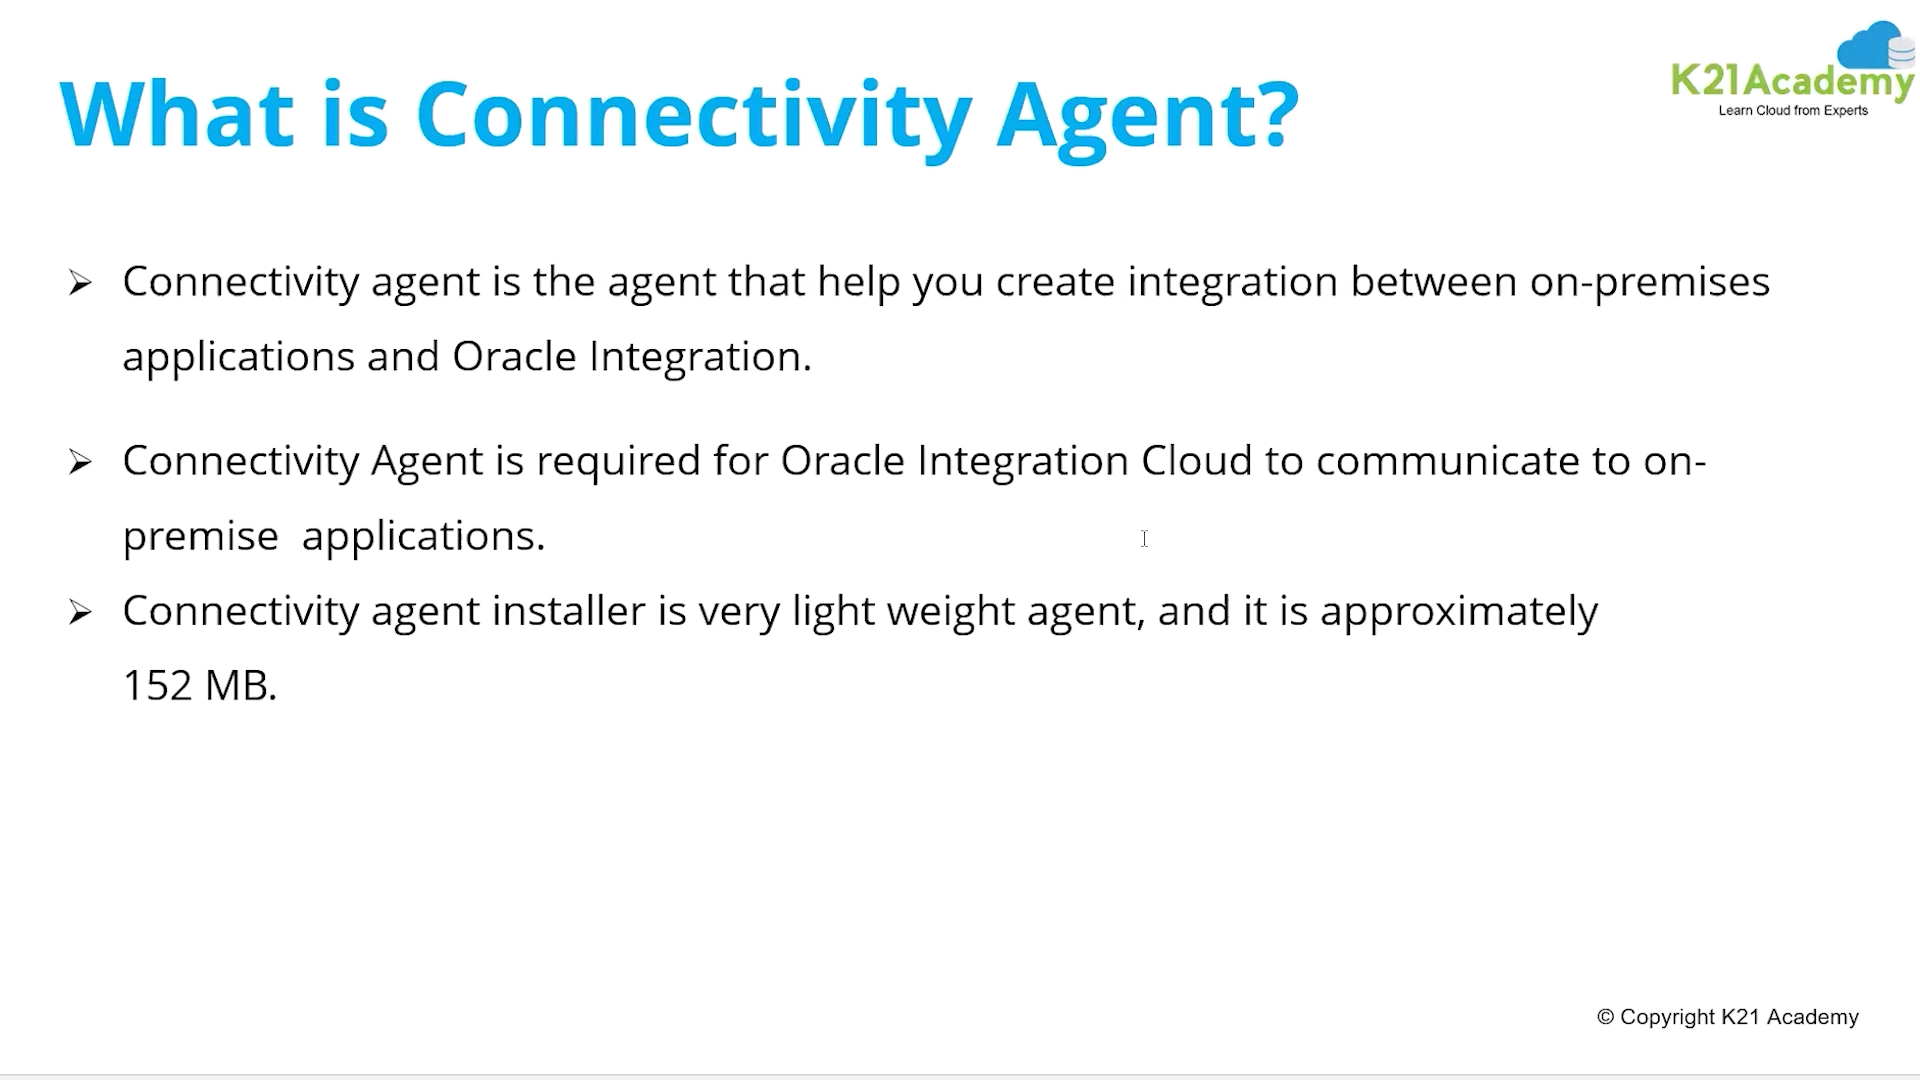 What is Connectivity Agent?
K21Academy
Learn Cloud from Experts
➢ Connectivity agent is the agent that help you create integration between on-premises
applications and Oracle Integration.
➢ Connectivity Agent is required for Oracle Integration Cloud to communicate to on-
premise  applications.
➢ Connectivity agent installer is very light weight agent, and it is approximately
152 MB.
© Copyright K21 Academy